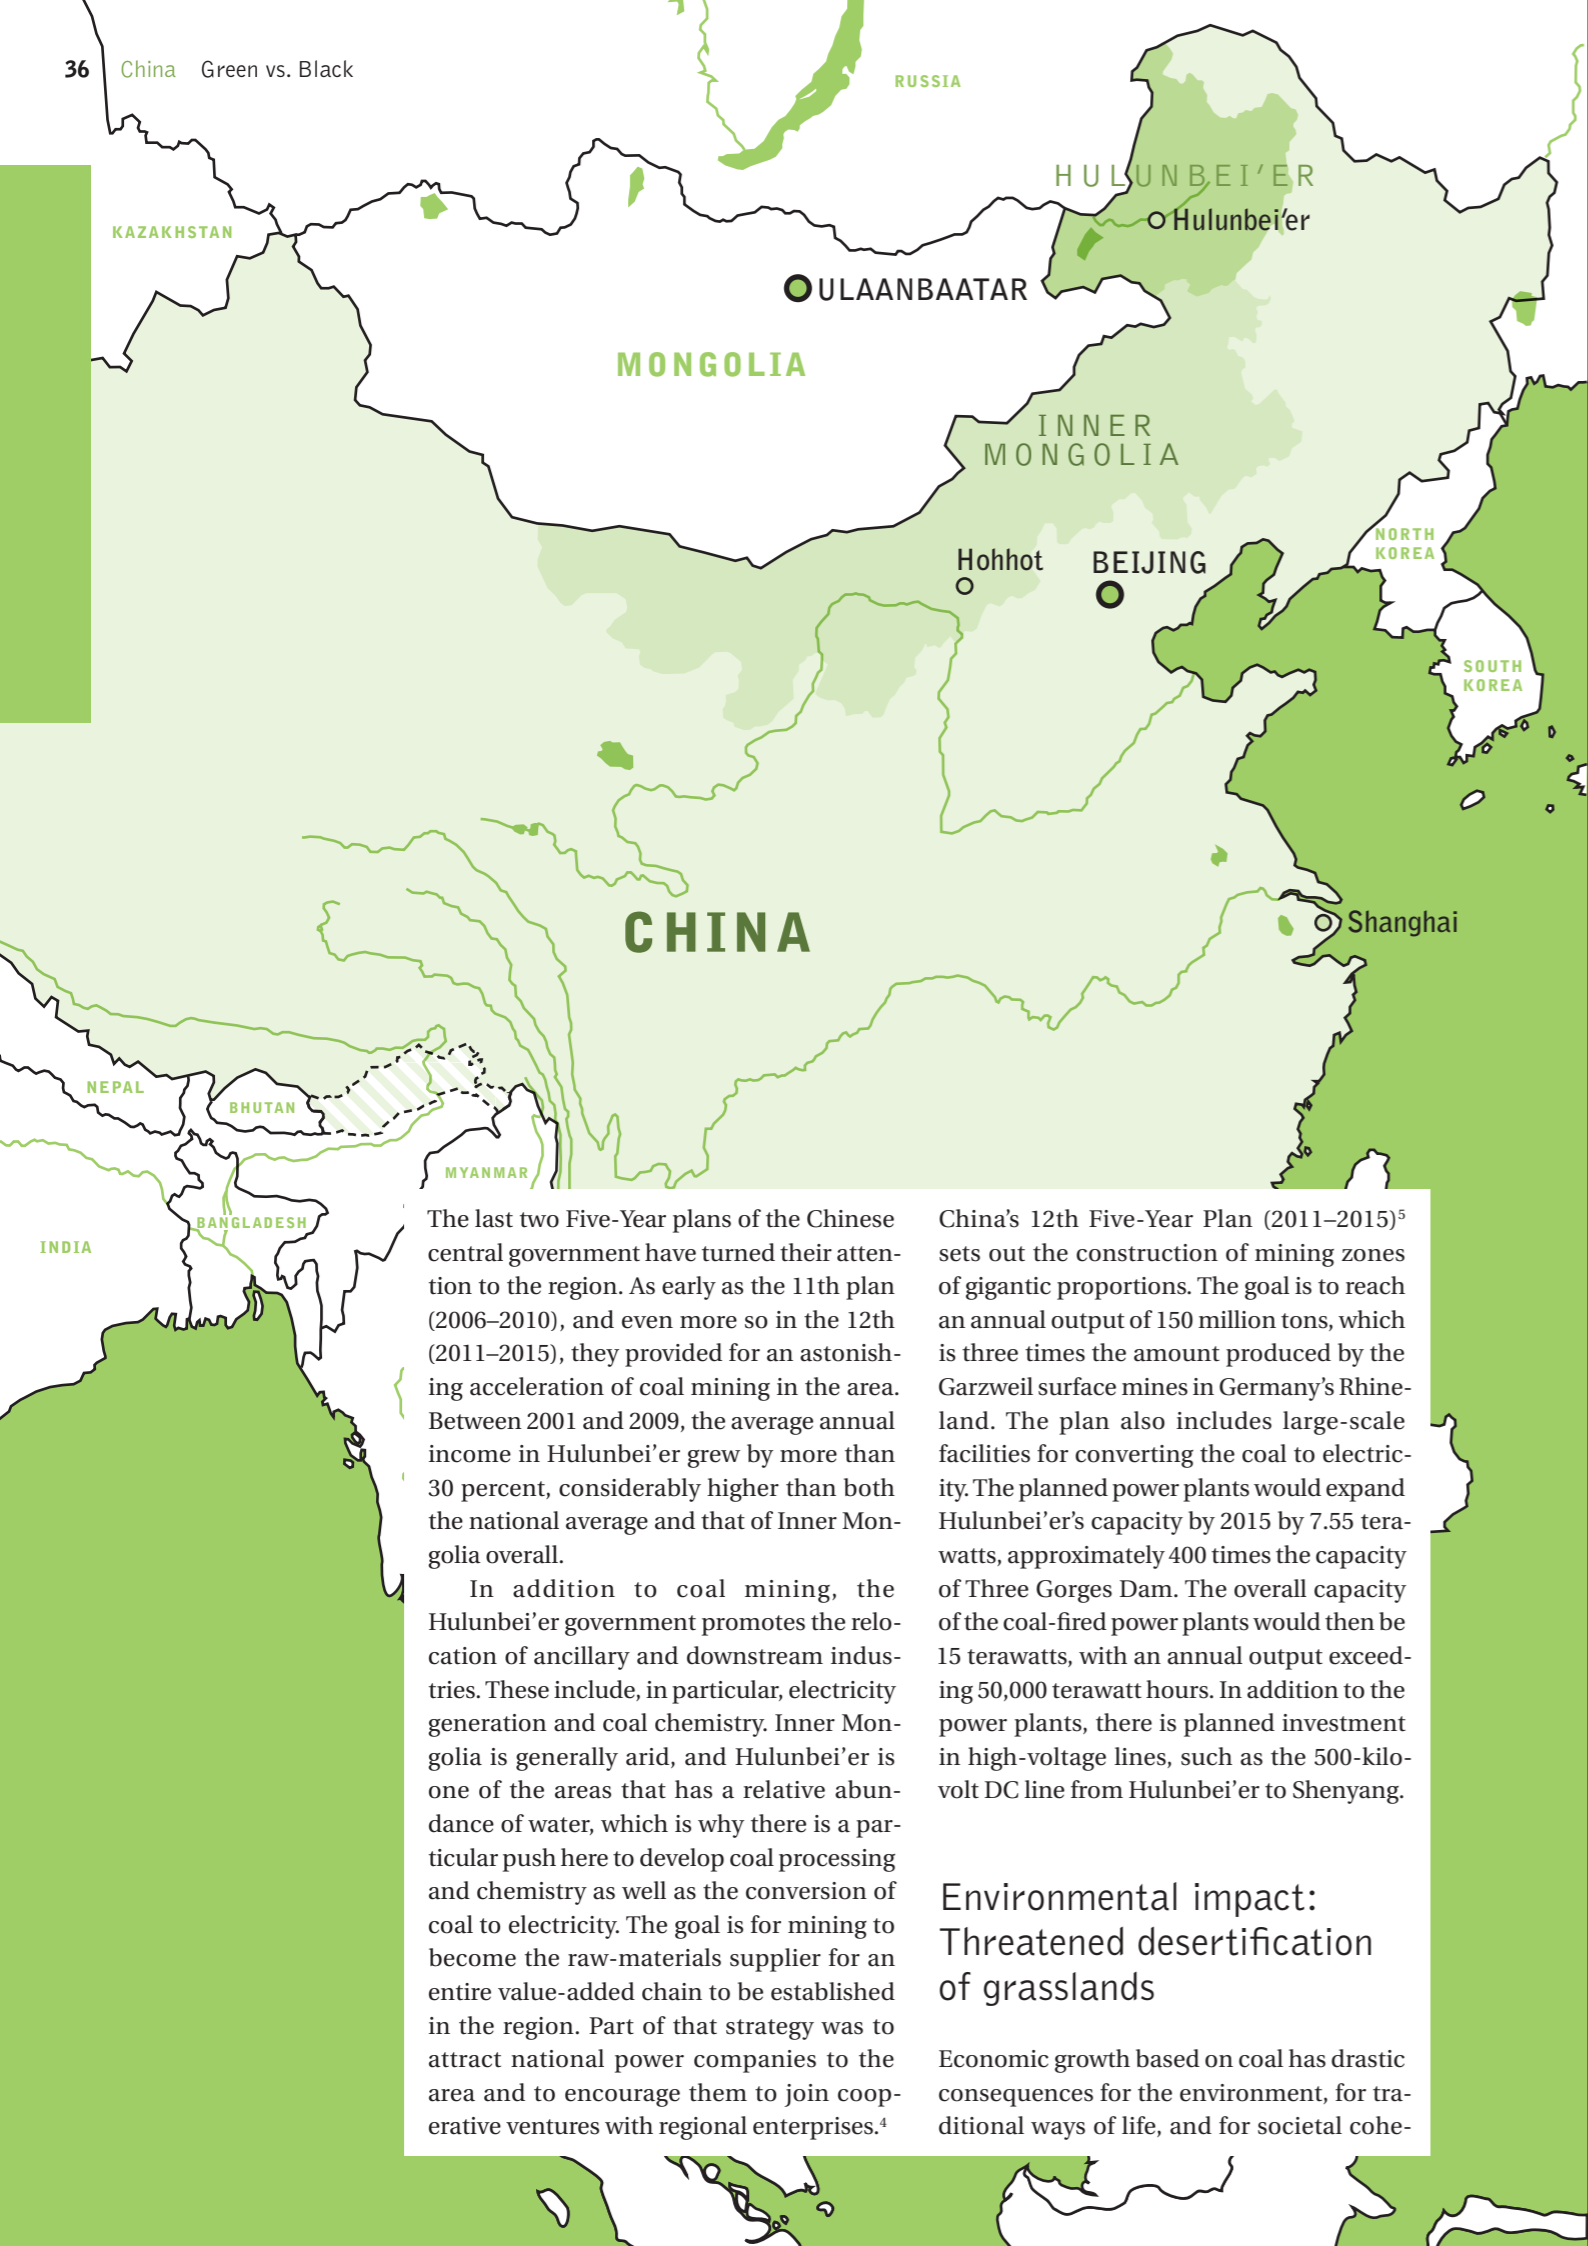 36 China Green vs. Black
RUSSIA
HULUNBEI’ER
Hulunbei’er
KAZAKHSTAN
ULAANBAATAR
MONGOLIA
INNER
MONGOLIA
NORTH
KOREA
Hohhot
BEIJING
SOUTH
KOREA
CHINA
Shanghai
NEPAL
BHUTAN
MYANMAR
BANGLADESH
INDIA
The last two Five-Year plans of the Chinese
central government have turned their atten-
tion to the region. As early as the 11th plan
(2006–2010), and even more so in the 12th
(2011–2015), they provided for an astonish-
ing acceleration of coal mining in the area.
Between 2001 and 2009, the average annual
income in Hulunbei’er grew by more than
30 percent, considerably higher than both
the national average and that of Inner Mon-
golia overall.
In addition to coal mining, the
Hulunbei’er government promotes the relo-
cation of ancillary and downstream indus-
tries. These include, in particular, electricity
generation and coal chemistry. Inner Mon-
golia is generally arid, and Hulunbei’er is
one of the areas that has a relative abun-
dance of water, which is why there is a par-
ticular push here to develop coal processing
and chemistry as well as the conversion of
coal to electricity. The goal is for mining to
become the raw-materials supplier for an
entire value-added chain to be established
in the region. Part of that strategy was to
attract national power companies to the
area and to encourage them to join coop-
erative ventures with regional enterprises.⁴
China’s 12th Five-Year Plan (2011–2015)⁵
sets out the construction of mining zones
of gigantic proportions. The goal is to reach
an annual output of 150 million tons, which
is three times the amount produced by the
Garzweil surface mines in Germany’s Rhine-
land. The plan also includes large-scale
facilities for converting the coal to electric-
ity. The planned power plants would expand
Hulunbei’er’s capacity by 2015 by 7.55 tera-
watts, approximately 400 times the capacity
of Three Gorges Dam. The overall capacity
of the coal-fired power plants would then be
15 terawatts, with an annual output exceed-
ing 50,000 terawatt hours. In addition to the
power plants, there is planned investment
in high-voltage lines, such as the 500-kilo-
volt DC line from Hulunbei’er to Shenyang.
Environmental impact:
Threatened desertification
of grasslands
Economic growth based on coal has drastic
consequences for the environment, for tra-
ditional ways of life, and for societal cohe-